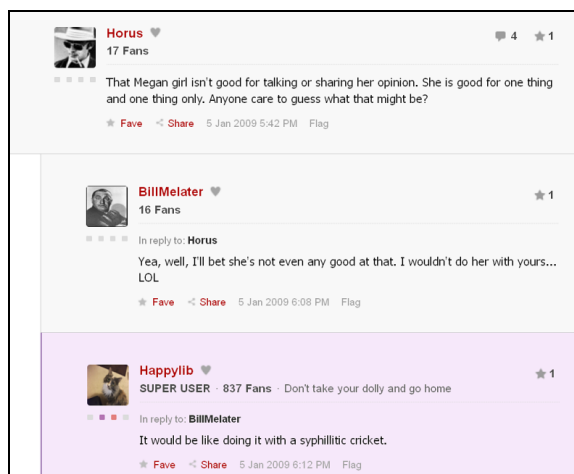 Horus
4 1
17 Fans
That Megan girl isn't good for talking or sharing her opinion. She is good for one thing
and one thing only. Anyone care to guess what that might be?
Fave Share 5 Jan 2009 5:42 PM Flag
BillMelater
1
16 Fans
In reply to: Horus
Yea, well, I'll bet she's not even any good at that. I wouldn't do her with yours...
LOL
Fave Share 5 Jan 2009 6:08 PM Flag
Happylib
1
SUPER USER · 837 Fans · Don't take your dolly and go home
In reply to: BillMelater
It would be like doing it with a syphillitic cricket.
Fave Share 5 Jan 2009 6:12 PM Flag